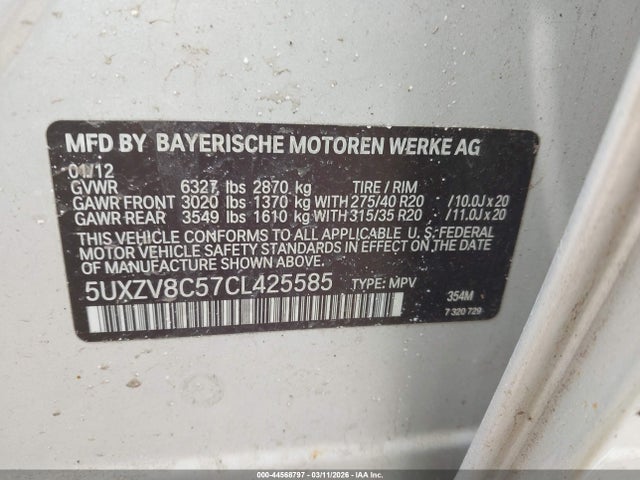 MFD BY BAYERISCHE MOTOREN WERKE AG
01/12
GVWR 6327 lbs 2870 kg TIRE / RIM
GAWR FRONT 3020 lbs 1370 kg WITH 275/40 R20 /10.0J x 20
GAWR REAR 3549 lbs 1610 kg WITH 315/35 R20 /11.0J x 20
THIS VEHICLE CONFORMS TO ALL APPLICABLE U.S. FEDERAL
MOTOR VEHICLE SAFETY STANDARDS IN EFFECT ON THE DATE
OF MANUFACTURE SHOWN ABOVE.
5UXZV8C57CL425585 TYPE: MPV
354M
7 320 729
000-44568797 - 03/11/2026 - IAA Inc.